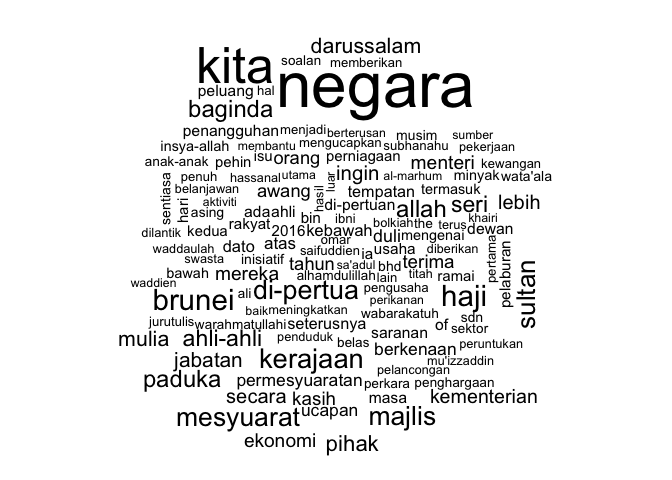 darussalam
kita soalan memberikan
peluang hal negara
baginda
penangguhan menjadi berterusan musim sumber
insya-allah membantu mengucapkan subhanahu pekerjaan
anak-anak pehin isu orang perniagaan menteri kewangan
penuh hassanal utama luar ingin al-marhum minyak wata'ala
sentiasa belanjawan awang hasil tempatan termasuk
hari aktiviti di-pertuan allah seri lebih
asing adaahli bin ibni bolkiah the terus khairi
dilantik kedua rakyat 2016 kebawah duli mengenai dewan
waddaulah dato atas omar saifuddien ia usaha diberikan pertama
swasta inisiatif tahun sa'adul bhd terima
bawah mereka alhamdulillah lain titah ramai pelaburan
waddien ali di-pertua pengusaha haji sultan
brunei perikanan
baik meningkatkan wabarakatuh sdn
jurutulis warahmatullahi seterusnya saranan of sektor
mulia ahli-ahli penduduk belas berkenaan peruntukan
jabatan kerajaan mu'izzaddin
pelancongan
paduka permesyuaratan perkara penghargaan
secara kasih masa kementerian
mesyuarat ucapan majlis
ekonomi pihak